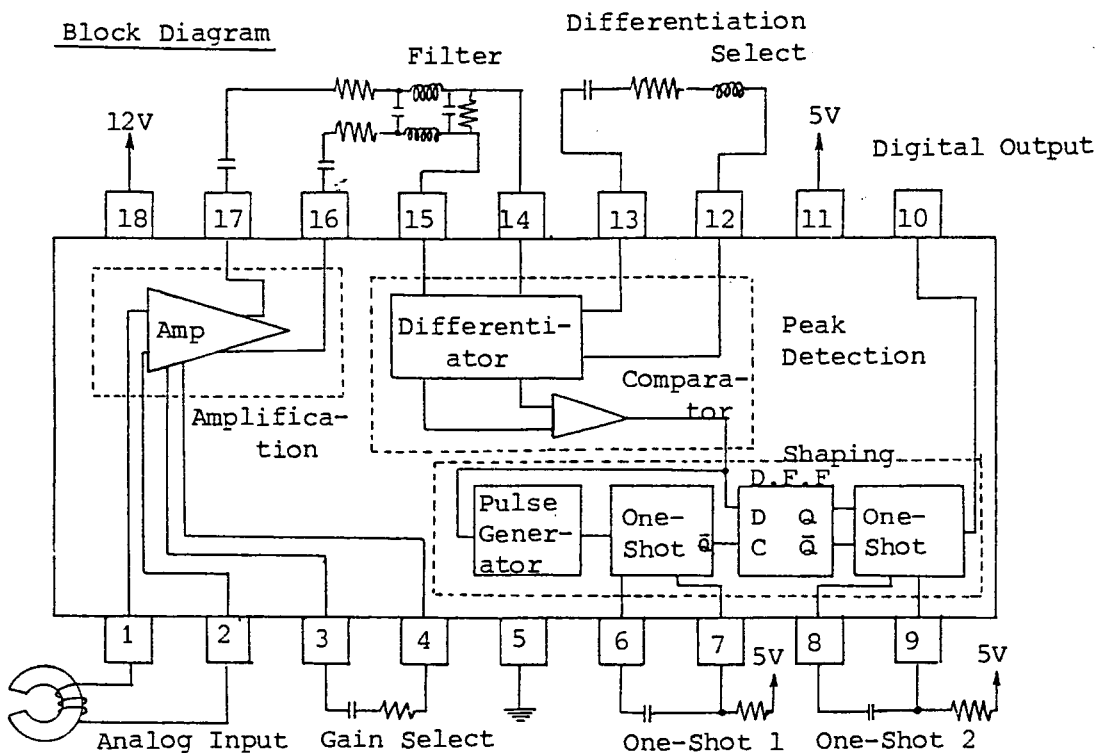 Block Diagram
Differentiation
Select
Filter
12V
5V
Digital Output
18
17
16
15
14
13
12
11
10
Amp
Differenti-
ator
Peak
Detection
Compara-
tor
Amplifica-
tion
Shaping
D.F.F
Pulse
Gener-
ator
One-
Shot
Q̄
D
Q
C
Q̄
One-
Shot
1
2
3
4
5
6
7
8
9
5V
5V
Analog Input
Gain Select
One-Shot 1
One-Shot 2